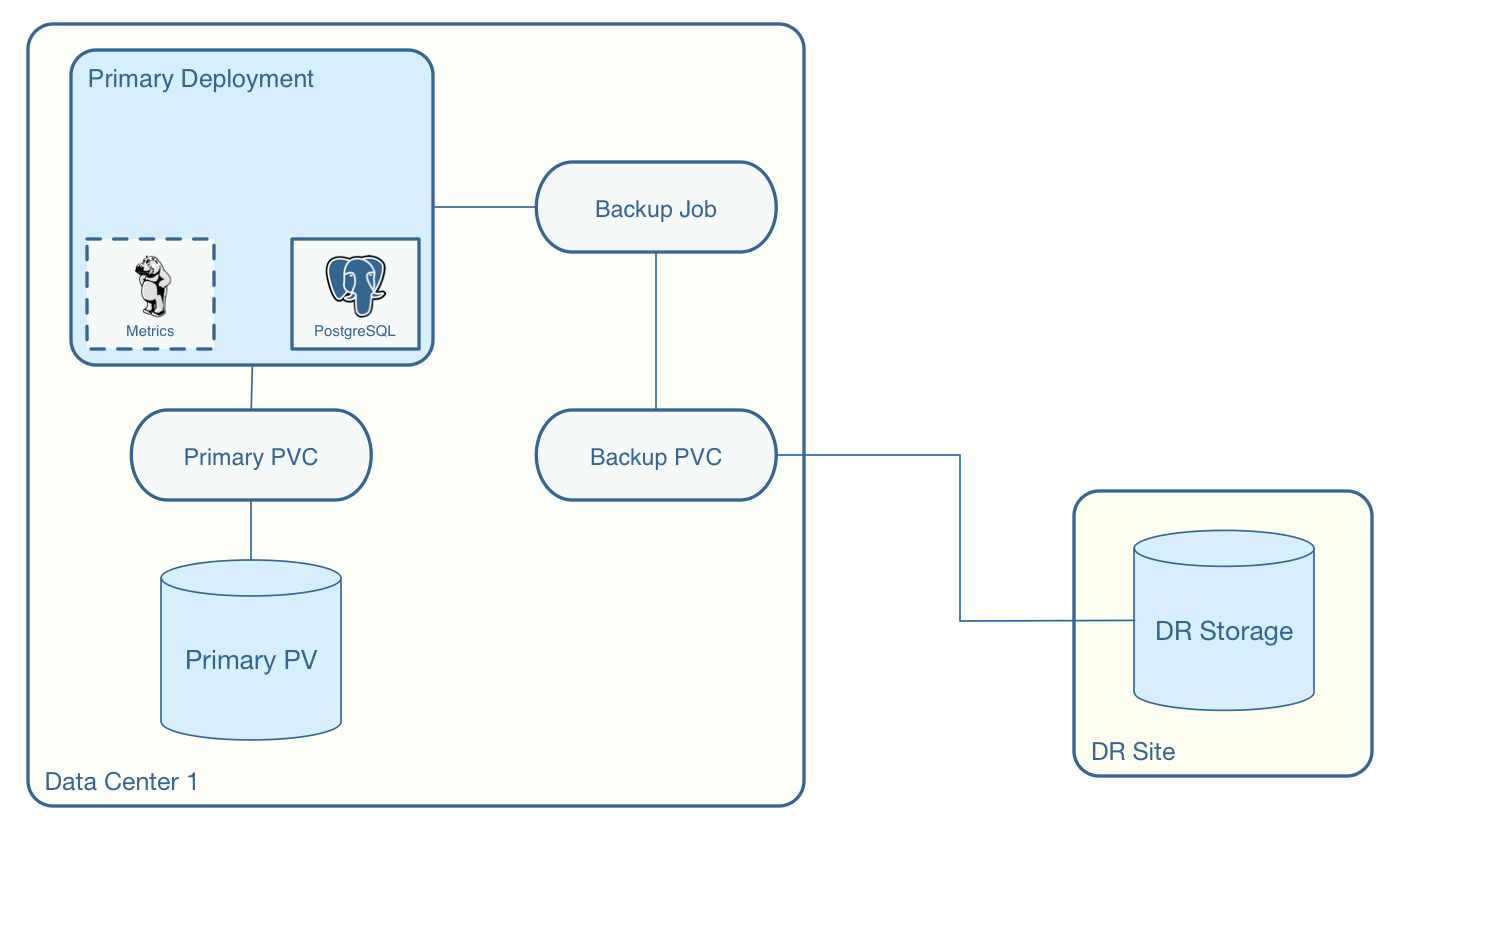 Primary Deployment
Backup Job
Metrics
PostgreSQL
Primary PVC
Backup PVC
Primary PV
DR Storage
DR Site
Data Center 1